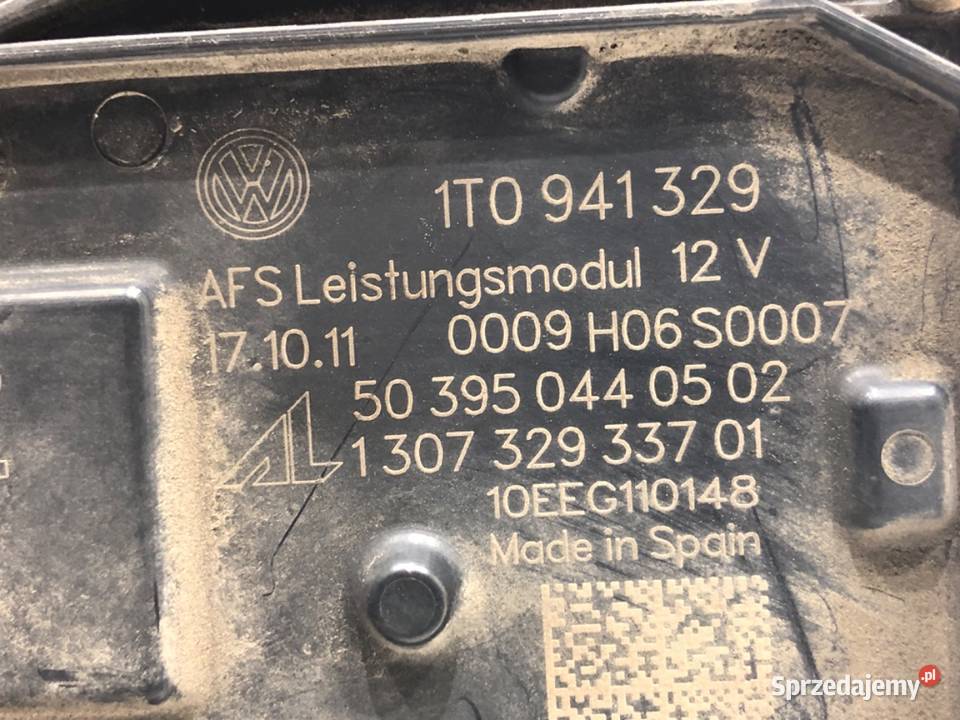 1T0 941 329
AFS Leistungsmodul 12 V
17.10.11 0009 H06 S0007
50 395 044 05 02
AL 1 307 329 337 01
10EEG110148
Made in Spain
Sprzedajemy.pl